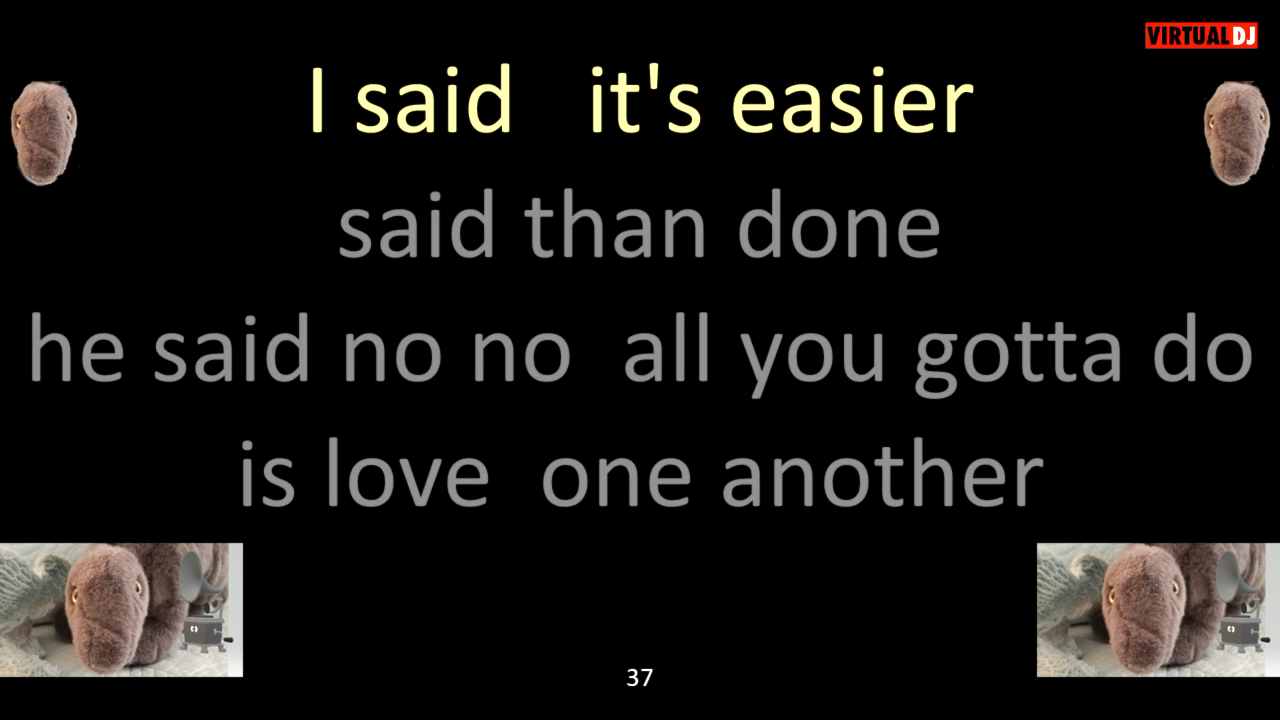 VIRTUAL DJ
I said it's easier
said than done
he said no no all you gotta do
is love one another
37